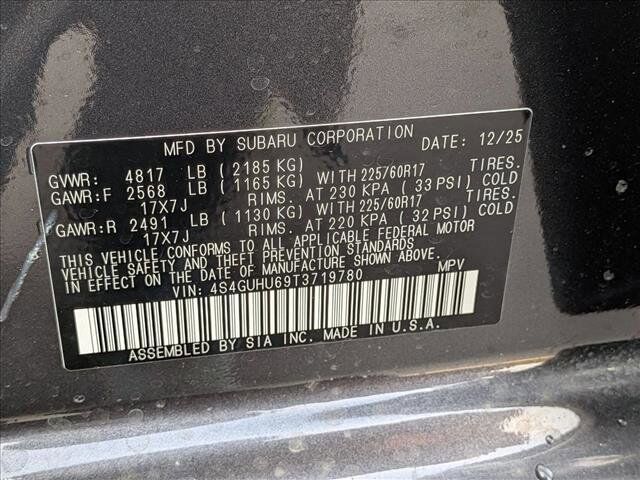 MFD BY SUBARU CORPORATION DATE: 12/25
GVWR: 4817 LB (2185 KG)
GAWR:F 2568 LB (1165 KG) WITH 225/60R17 TIRES.
17X7J RIMS. AT 230 KPA ( 33 PSI) COLD
GAWR:R 2491 LB (1130 KG) WITH 225/60R17 TIRES.
17X7J RIMS. AT 220 KPA ( 32 PSI) COLD
THIS VEHICLE CONFORMS TO ALL APPLICABLE FEDERAL MOTOR
VEHICLE SAFETY AND THEFT PREVENTION STANDARDS
IN EFFECT ON THE DATE OF MANUFACTURE SHOWN ABOVE.
VIN: 4S4GUHU69T3719780 MPV
ASSEMBLED BY SIA INC. MADE IN U.S.A.